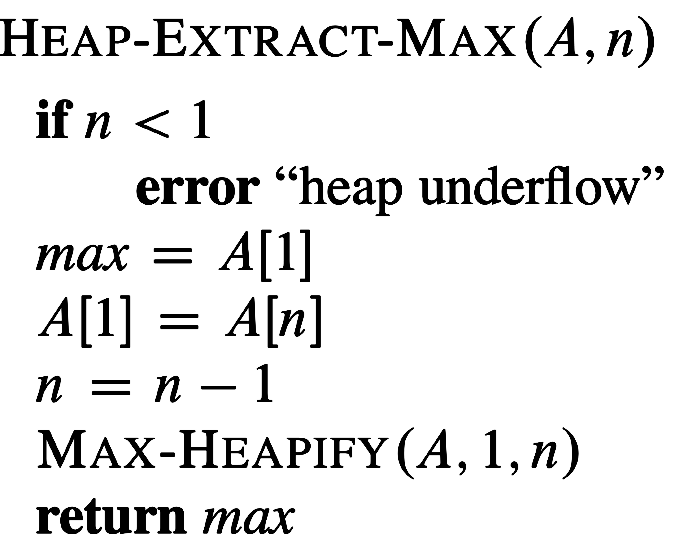 HEAP-EXTRACT-MAX(A, n)
if n < 1
error “heap underflow”
max = A[1]
A[1] = A[n]
n = n − 1
MAX-HEAPIFY(A, 1, n)
return max